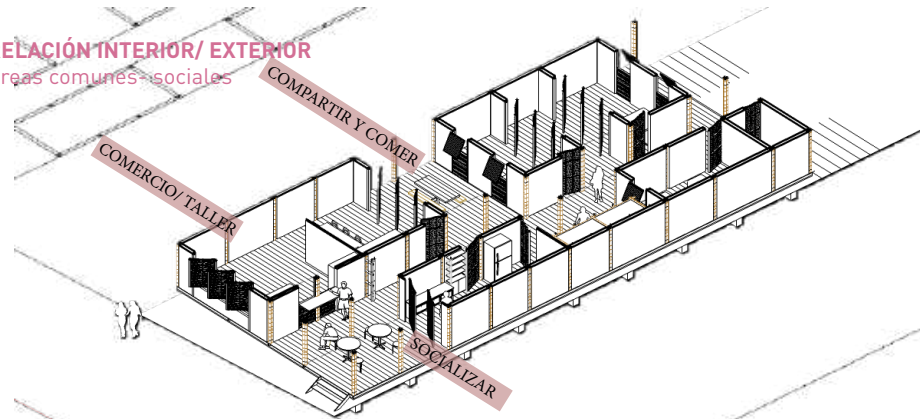 ELACIÓN INTERIOR/ EXTERIOR
reas comunes- sociales
COMPARTIR Y COMER
COMERCIO/ TALLER
SOCIALIZAR